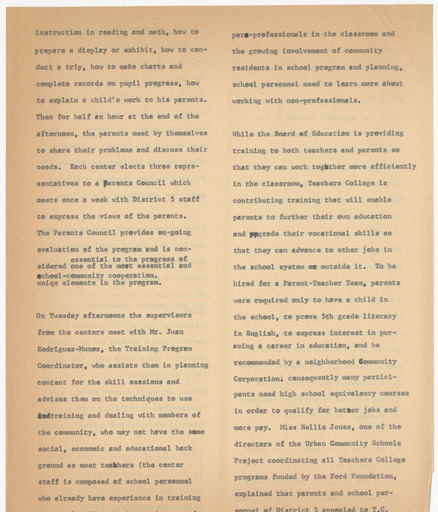 instruction in reading and math, how to
prepare a display or exhibit, how to con-
duct a trip, how to make charts and
complete records on pupil progress, how
to explain a child's work to his parents.
Then for half an hour at the end of the
afternoon, the parents meet by themselves
to share their problems and discuss their
needs. Each center elects three repre-
sentatives to a Parents Council which
meets once a week with District 5 staff
to express the views of the parents.
The Parents Council provides on-going
evaluation of the program and is con-
essential to the progress of
sidered one of the most essential and
school-community cooperation.
uniqe elements in the program.
On Tuesday afternoons the supervisors
from the centers meet with Mr. Juan
Rodriguez-Munoz, the Training Program
Coordinator, who assists them in planning
content for the skill sessions and
advises them on the techniques to use
andtraining and dealing with members of
the community, who may not have the same
social, economic and educational back
ground as most teachers (the center
staff is composed of school personnel
who already have experience in training
para-professionals in the classroom and
the growing involvement of community
residents in school program and planning,
school personnel need to learn more about
working with non-professionals.
While the Board of Education is providing
training to both teachers and parents so
that they can work together more efficiently
in the classroom, Teachers College is
contributing training that will enable
parents to further their own education
and upgrade their vocational skills so
that they can advance to other jobs in
the school system or outside it. To be
hired for a Parent-Teacher Team, parents
were required only to have a child in
the school, to prove 5th grade literacy
in English, to express interest in pur-
suing a career in education, and be
recommended by a neighborhood Community
Corporation; consequently many partici-
pants need high school equivalency courses
in order to qualify for better jobs and
more pay. Miss Nellie Jones, one of the
directors of the Urban Community Schools
Project coordinating all Teachers College
programs funded by the Ford Foundation,
explained that parents and school per-
sonnel of District 5 appealed to T.C.